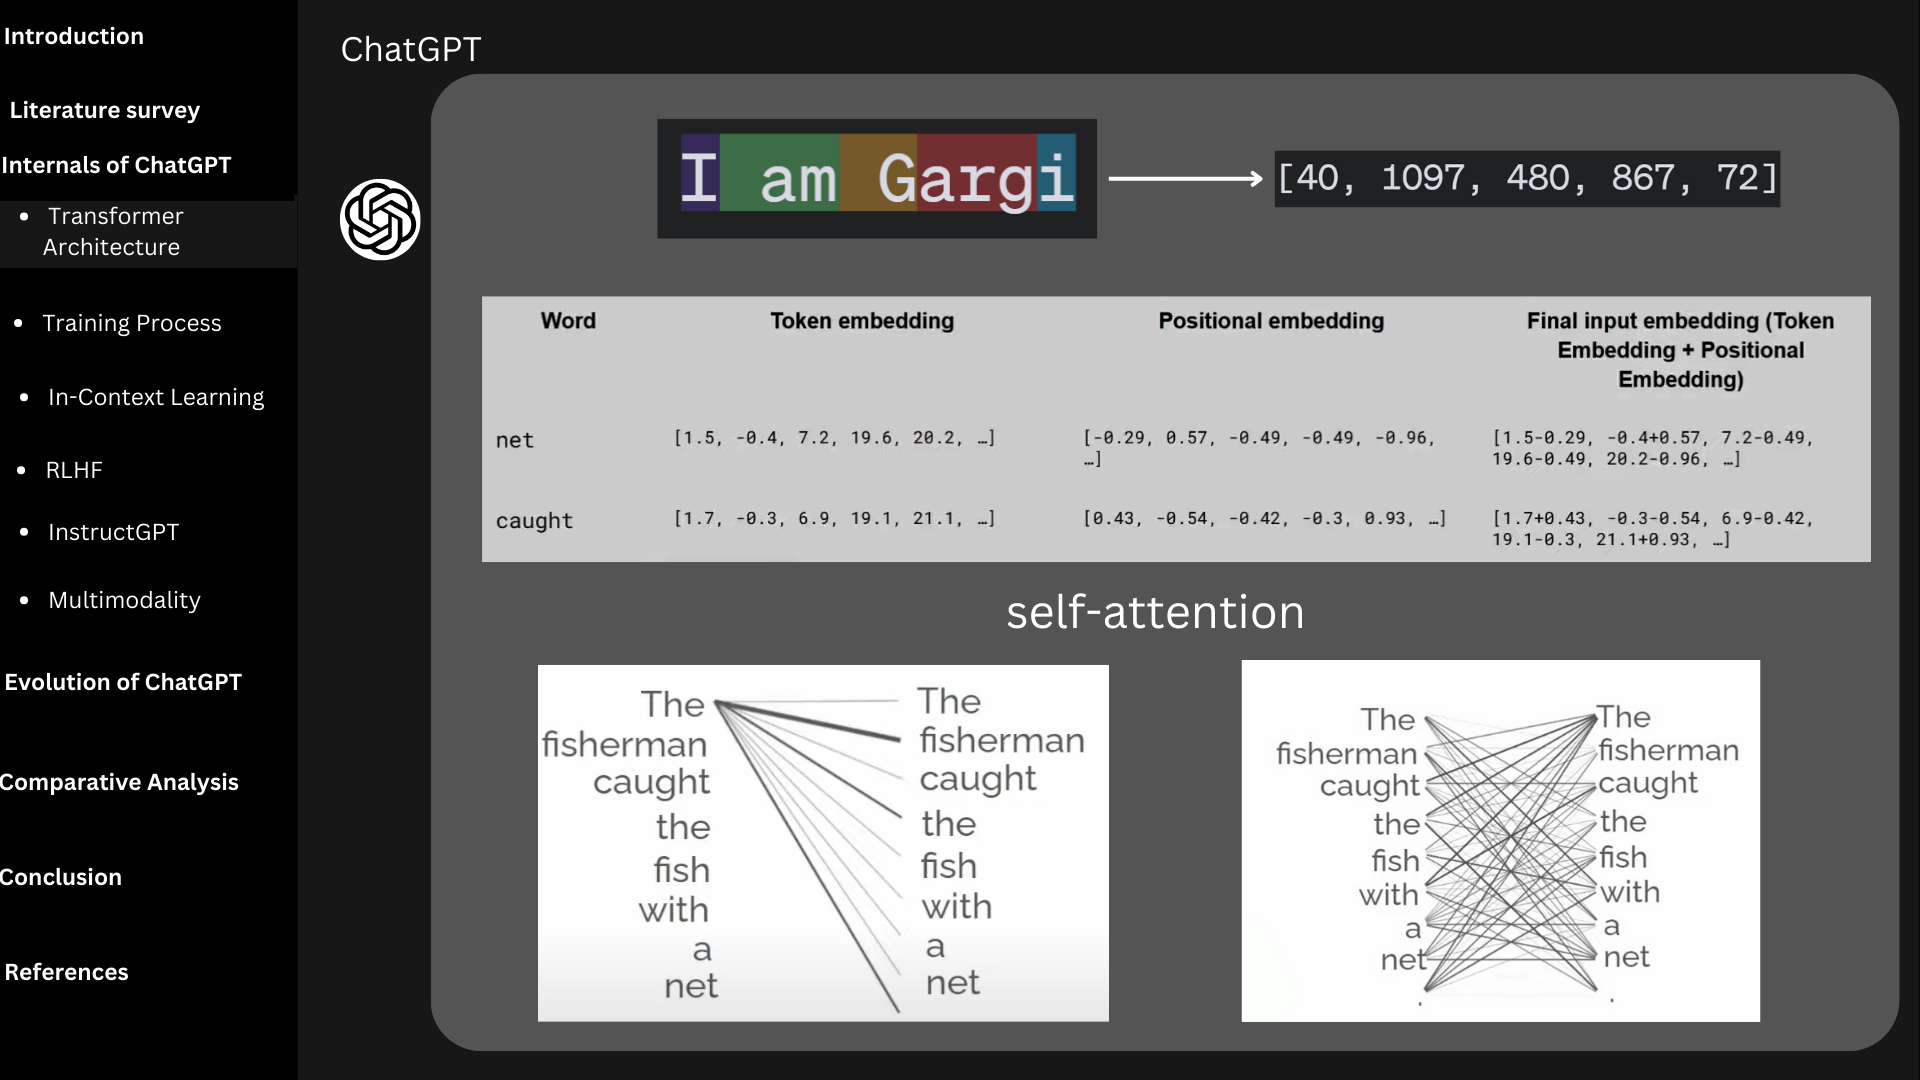 Introduction
Literature survey
Internals of ChatGPT
• Transformer
Architecture
• Training Process
• In-Context Learning
• RLHF
• InstructGPT
• Multimodality
Evolution of ChatGPT
Comparative Analysis
Conclusion
References
ChatGPT
I am Gargi
[40, 1097, 480, 867, 72]
Word
Token embedding
Positional embedding
Final input embedding (Token
Embedding + Positional
Embedding)
net
[1.5, -0.4, 7.2, 19.6, 20.2, …]
[-0.29, 0.57, -0.49, -0.49, -0.96,
…]
[1.5-0.29, -0.4+0.57, 7.2-0.49,
19.6-0.49, 20.2-0.96, …]
caught
[1.7, -0.3, 6.9, 19.1, 21.1, …]
[0.43, -0.54, -0.42, -0.3, 0.93, …]
[1.7+0.43, -0.3-0.54, 6.9-0.42,
19.1-0.3, 21.1+0.93, …]
self-attention
The
fisherman
caught
the
fish
with
a
net
The
fisherman
caught
the
fish
with
a
net
The
fisherman
caught
the
fish
with
a
net
.
The
fisherman
caught
the
fish
with
a
net
.